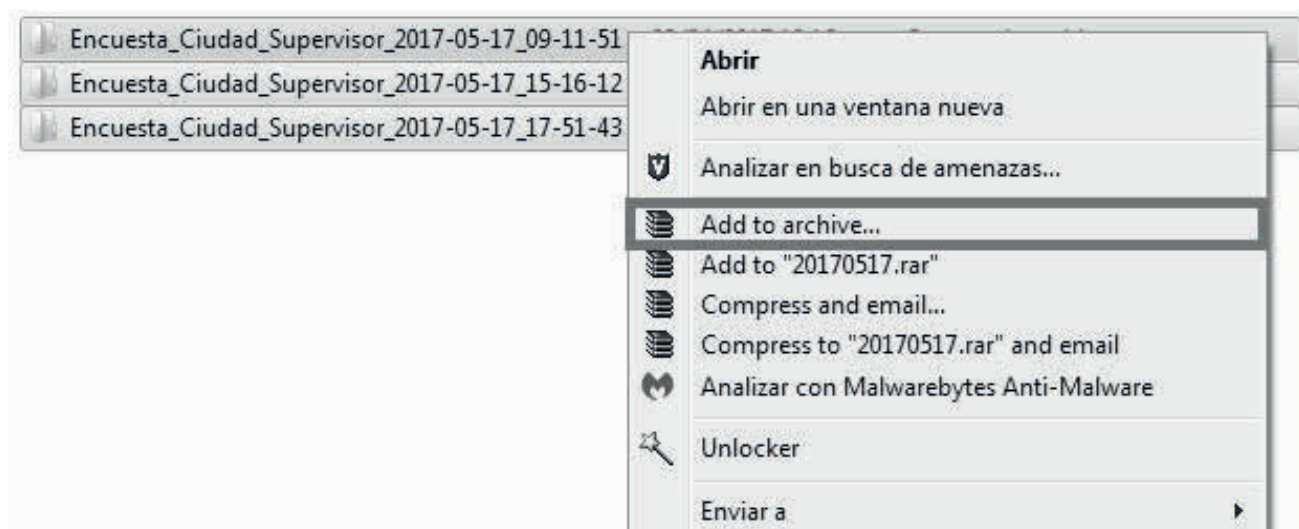 Encuesta_Ciudad_Supervisor_2017-05-17_09-11-51
Encuesta_Ciudad_Supervisor_2017-05-17_15-16-12
Encuesta_Ciudad_Supervisor_2017-05-17_17-51-43
Abrir
Abrir en una ventana nueva
Analizar en busca de amenazas...
Add to archive...
Add to "20170517.rar"
Compress and email...
Compress to "20170517.rar" and email
Analizar con Malwarebytes Anti-Malware
Unlocker
Enviar a